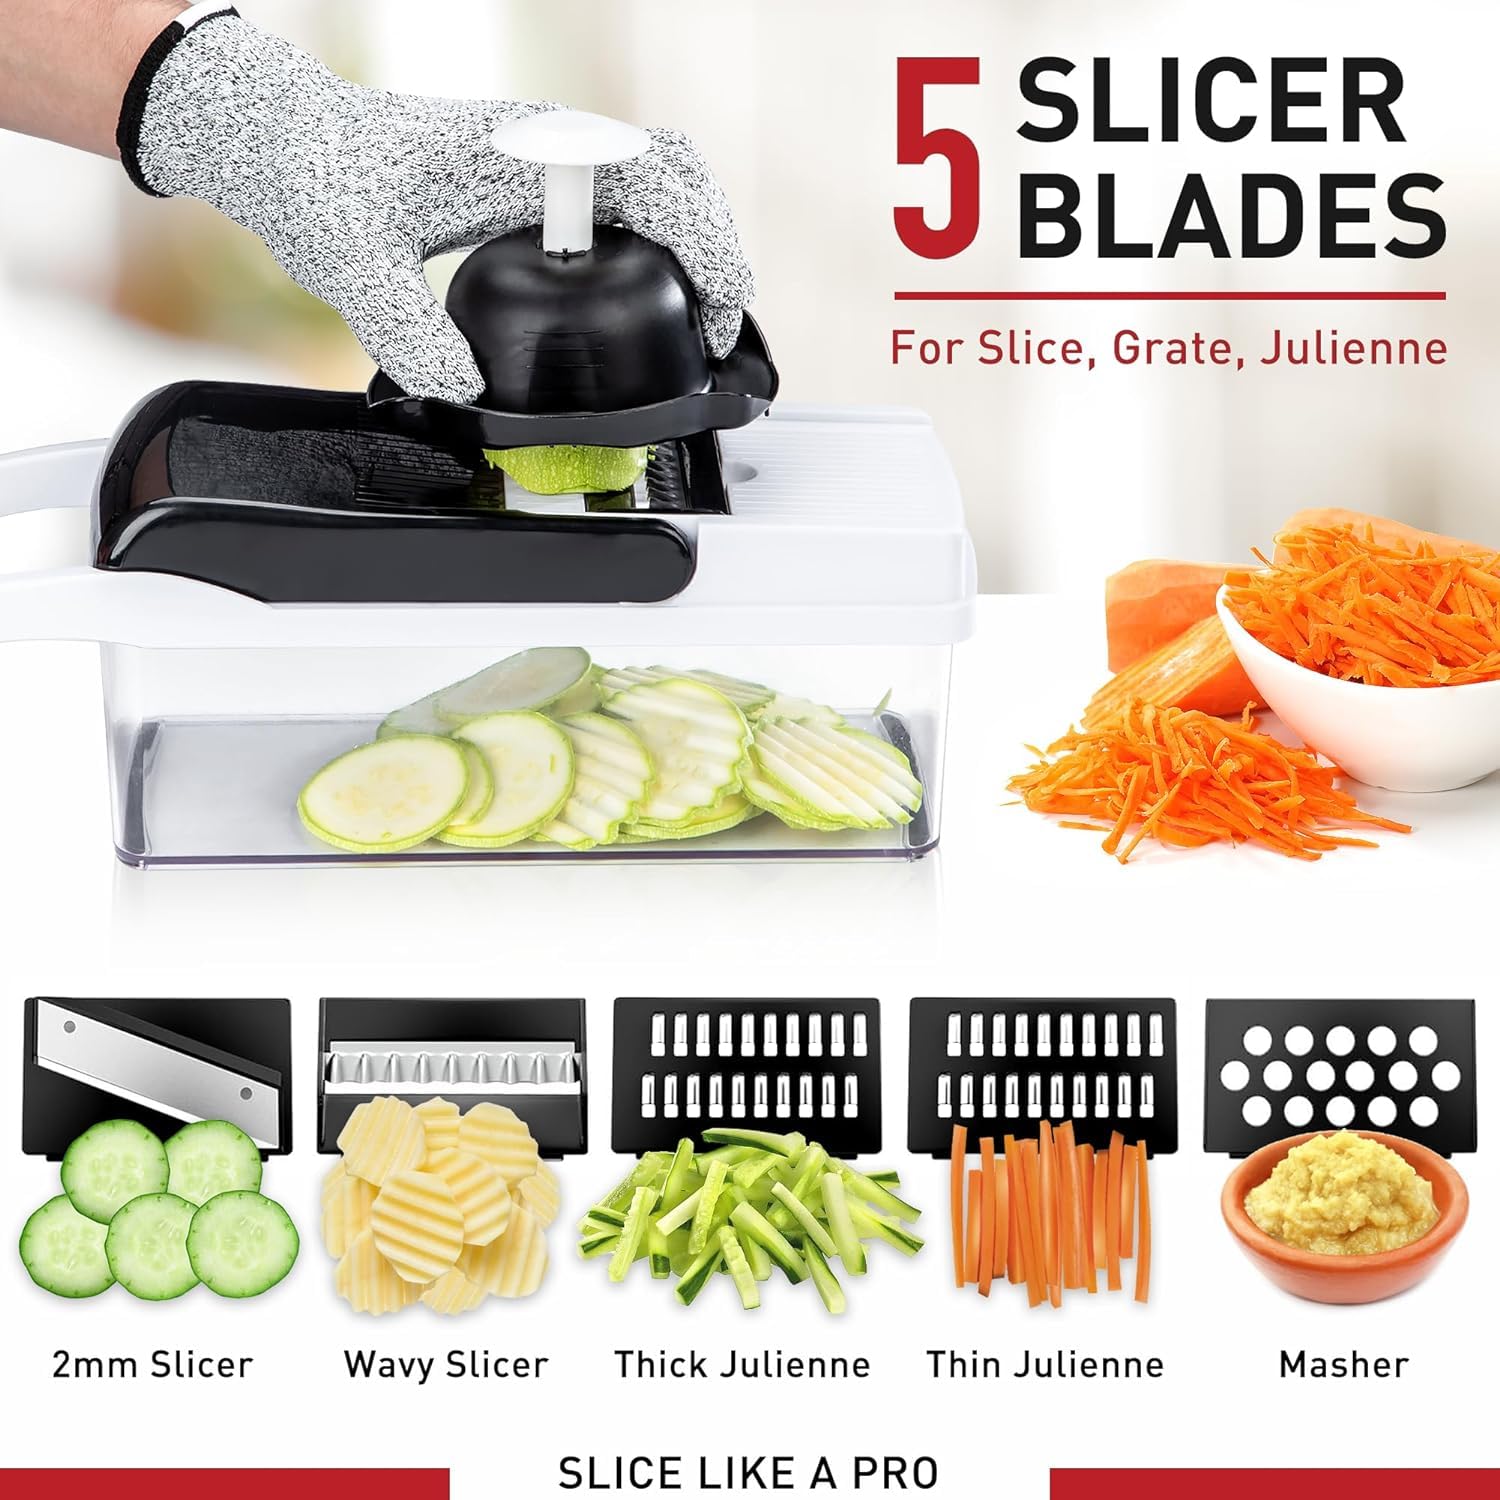 5 SLICER
BLADES
For Slice, Grate, Julienne
2mm Slicer
Wavy Slicer
Thick Julienne
Thin Julienne
Masher
SLICE LIKE A PRO